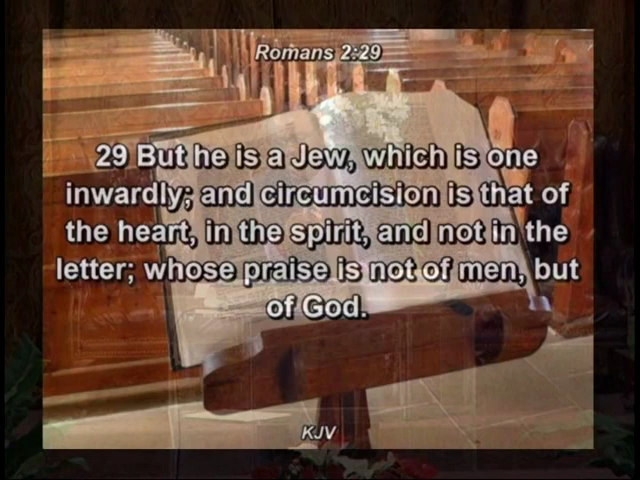 Romans 2:29
29 But he is a Jew, which is one
inwardly; and circumcision is that of
the heart, in the spirit, and not in the
letter; whose praise is not of men, but
of God.
KJV